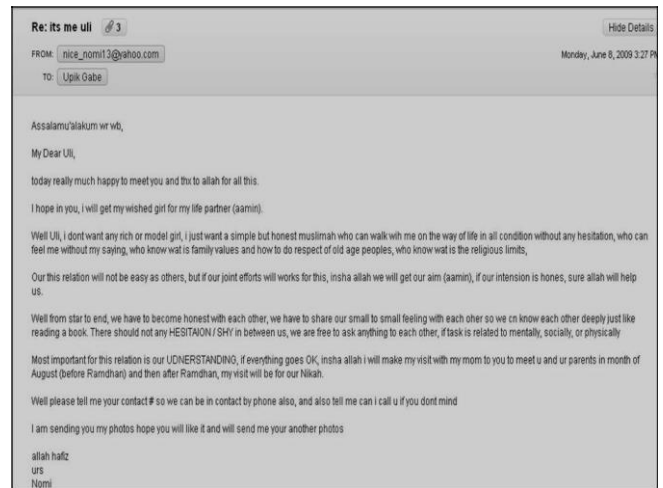 Re: its me uli 3
Hide Details
FROM: nice_nomi13@yahoo.com
Monday, June 8, 2009 3:27 PM
TO: Upik Gabe
Assalamu'alakum wr wb,
My Dear Uli,
today really much happy to meet you and thx to allah for all this.
I hope in you, i will get my wished girl for my life partner (aamin).
Well Uli, i dont want any rich or model girl, i just want a simple but honest muslimah who can walk wih me on the way of life in all condition without any hesitation, who can
feel me without my saying, who know wat is family values and how to do respect of old age peoples, who know wat is the religious limits,
Our this relation will not be easy as others, but if our joint efforts will works for this, insha allah we will get our aim (aamin), if our intension is hones, sure allah will help
us.
Well from star to end, we have to become honest with each other, we have to share our small to small feeling with each oher so we cn know each other deeply just like
reading a book. There should not any HESITAION / SHY in between us, we are free to ask anything to each other, if task is related to mentally, socially, or physically
Most important for this relation is our UDNERSTANDING, if everything goes OK, insha allah i will make my visit with my mom to you to meet u and ur parents in month of
August (before Ramdhan) and then after Ramdhan, my visit will be for our Nikah.
Well please tell me your contact # so we can be in contact by phone also, and also tell me can i call u if you dont mind
I am sending you my photos hope you will like it and will send me your another photos
allah hafiz
urs
Nomi